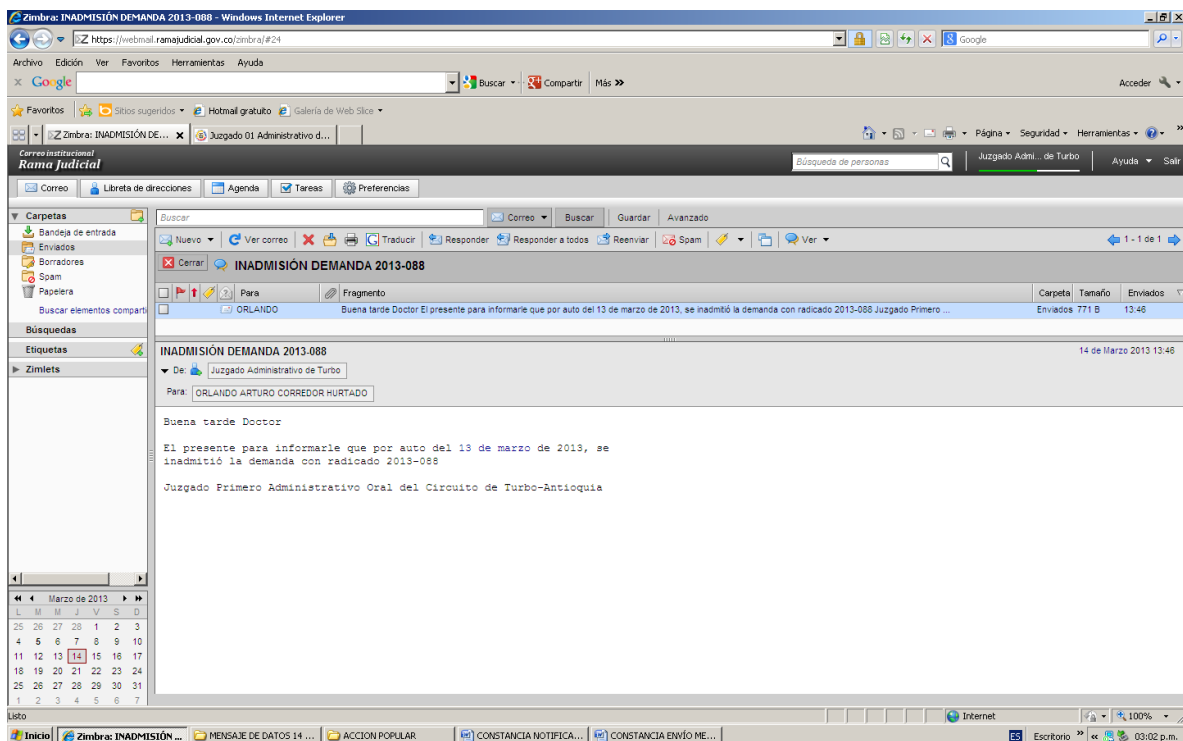 Zimbra: INADMISIÓN DEMANDA 2013-088 - Windows Internet Explorer
https://webmail.ramajudicial.gov.co/zimbra/#24
Google
Archivo Edición Ver Favoritos Herramientas Ayuda
x Google Buscar Compartir Más >> Acceder
Favoritos Sitios sugeridos Hotmail gratuito Galería de Web Slice
Zimbra: INADMISIÓN DE... x Juzgado 01 Administrativo d... Página Seguridad Herramientas »
Correo institucional
Rama Judicial
Búsqueda de personas Juzgado Admi... de Turbo Ayuda Salir
Correo Libreta de direcciones Agenda Tareas Preferencias
Carpetas
Bandeja de entrada
Enviados
Borradores
Spam
Papelera
Buscar elementos comparti
Búsquedas
Etiquetas
Zimlets
Buscar Correo Buscar Guardar Avanzado
Nuevo Ver correo Traducir Responder Responder a todos Reenviar Spam Ver 1 - 1 de 1
Cerrar INADMISIÓN DEMANDA 2013-088
Para Fragmento Carpeta Tamaño Enviados
ORLANDO Buena tarde Doctor El presente para informarle que por auto del 13 de marzo de 2013, se inadmitió la demanda con radicado 2013-088 Juzgado Primero ... Enviados 771 B 13:46
INADMISIÓN DEMANDA 2013-088 14 de Marzo 2013 13:46
De: Juzgado Administrativo de Turbo
Para: ORLANDO ARTURO CORREDOR HURTADO
Buena tarde Doctor
El presente para informarle que por auto del 13 de marzo de 2013, se
inadmitió la demanda con radicado 2013-088
Juzgado Primero Administrativo Oral del Circuito de Turbo-Antioquia
Marzo de 2013
L M M J V S D
25 26 27 28 1 2 3
4 5 6 7 8 9 10
11 12 13 14 15 16 17
18 19 20 21 22 23 24
25 26 27 28 29 30 31
1 2 3 4 5 6 7
Listo Internet 100%
Inicio Zimbra: INADMISIÓN ... MENSAJE DE DATOS 14 ... ACCION POPULAR CONSTANCIA NOTIFICA... CONSTANCIA ENVÍO ME... ES Escritorio » « 03:02 p.m.